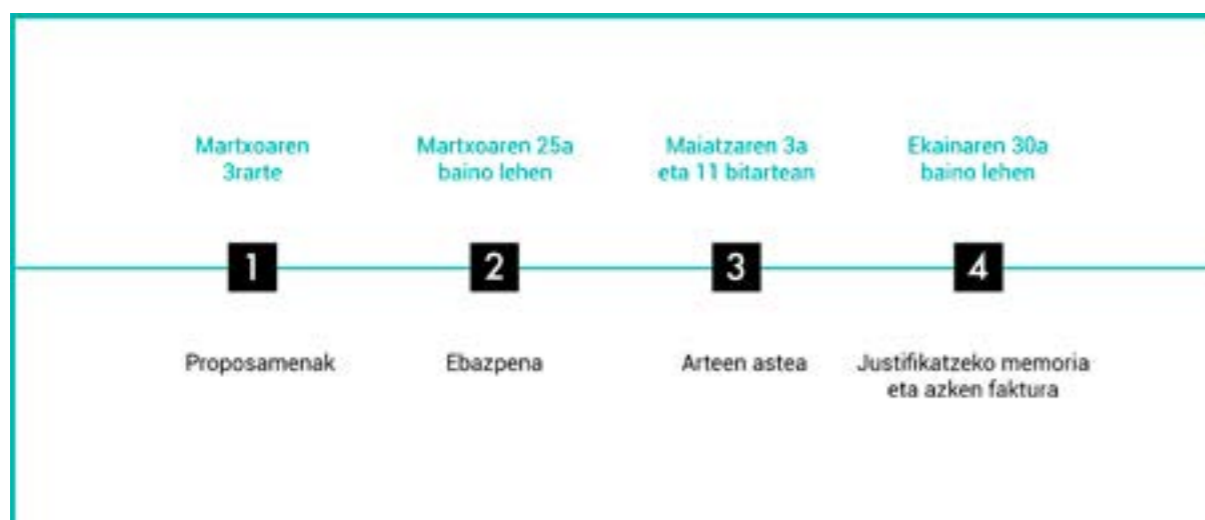 Martxoaren
3rarte
Martxoaren 25a
baino lehen
Maiatzaren 3a
eta 11 bitartean
Ekainaren 30a
baino lehen
1
2
3
4
Proposamenak
Ebazpena
Arteen astea
Justifikatzeko memoria
eta azken faktura